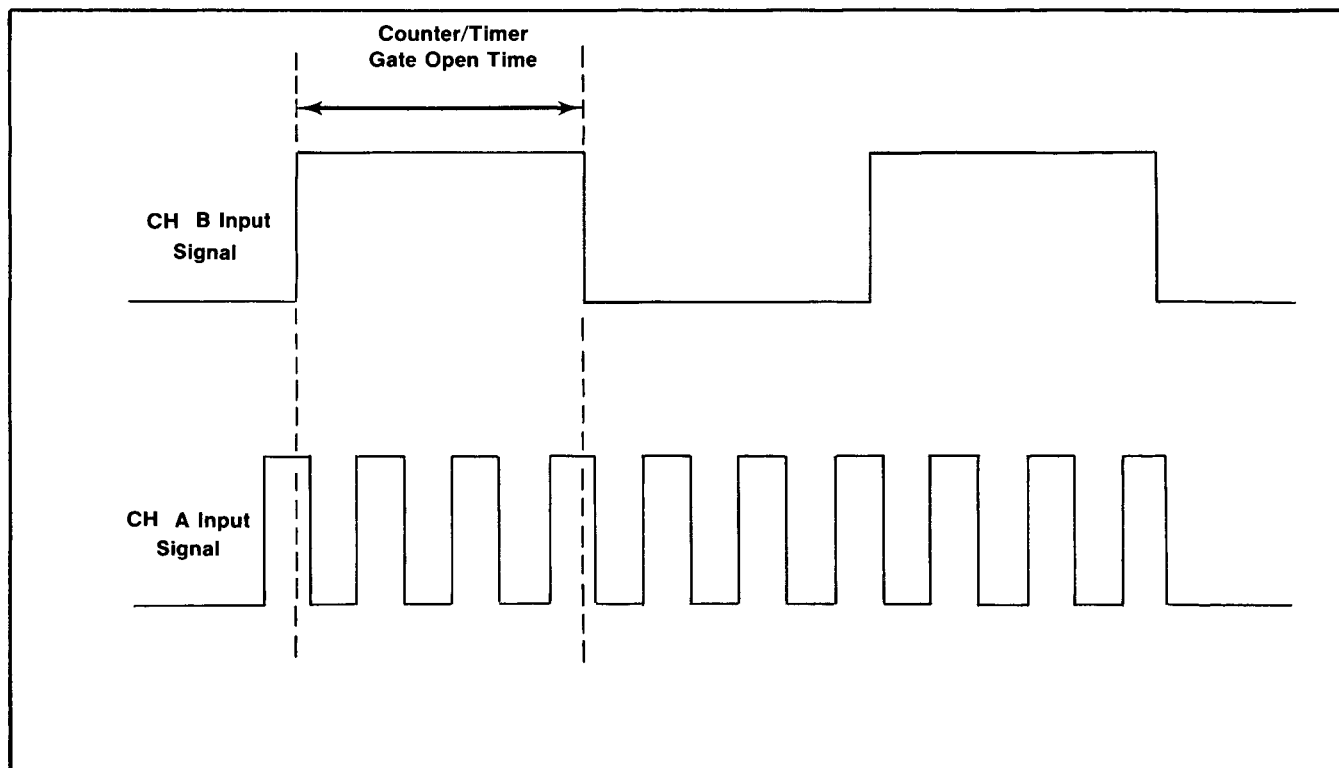 Counter/Timer
Gate Open Time
CH B Input
Signal
CH A Input
Signal